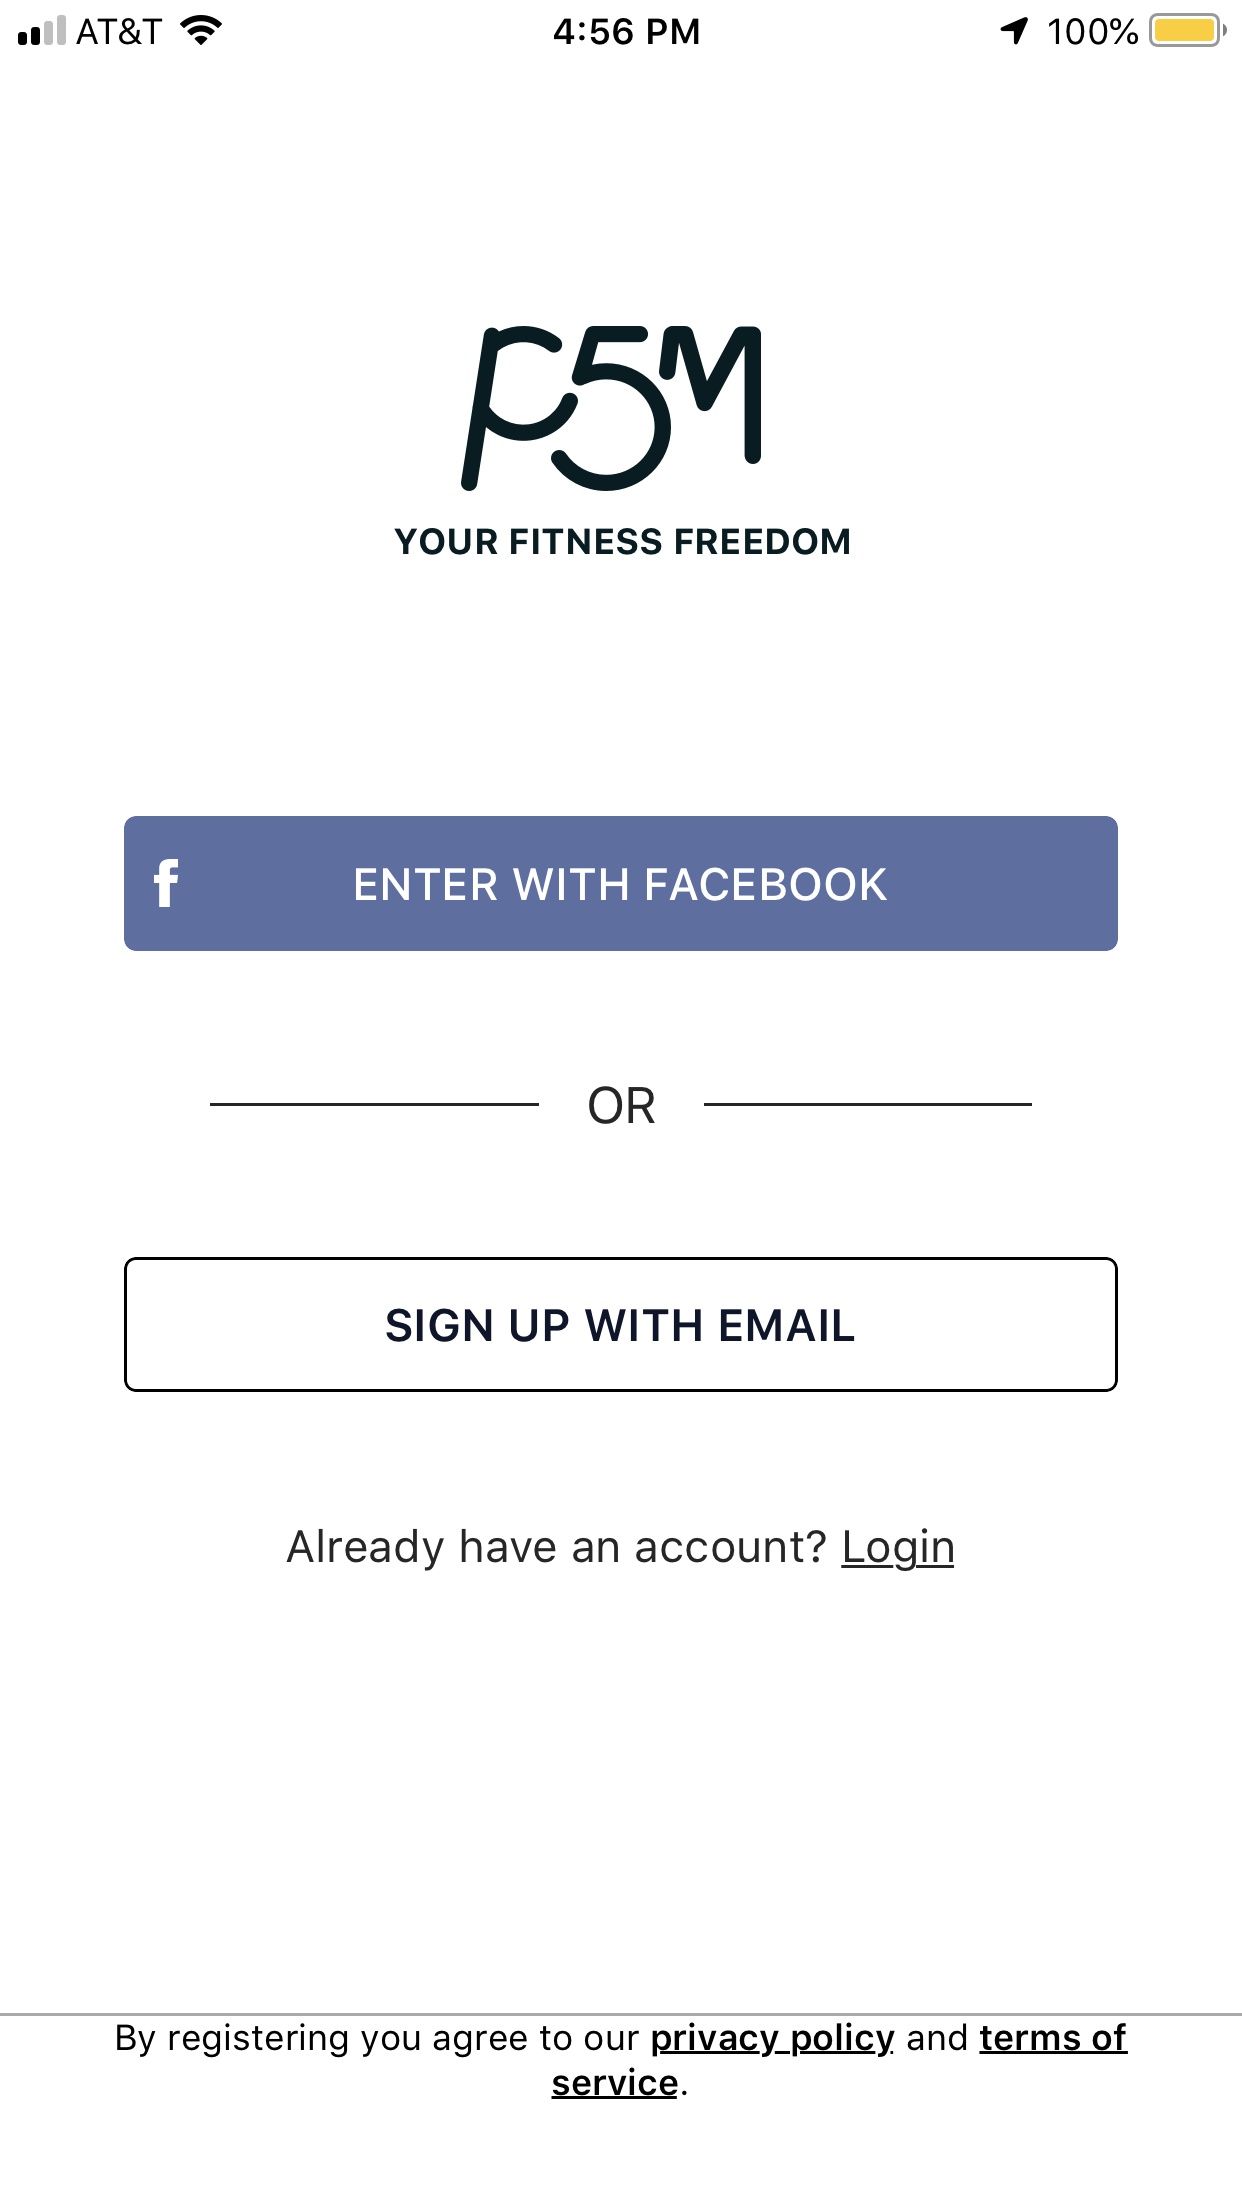 AT&T 4:56 PM 100%
P5M
YOUR FITNESS FREEDOM
f ENTER WITH FACEBOOK
OR
SIGN UP WITH EMAIL
Already have an account? Login
By registering you agree to our privacy policy and terms of
service.